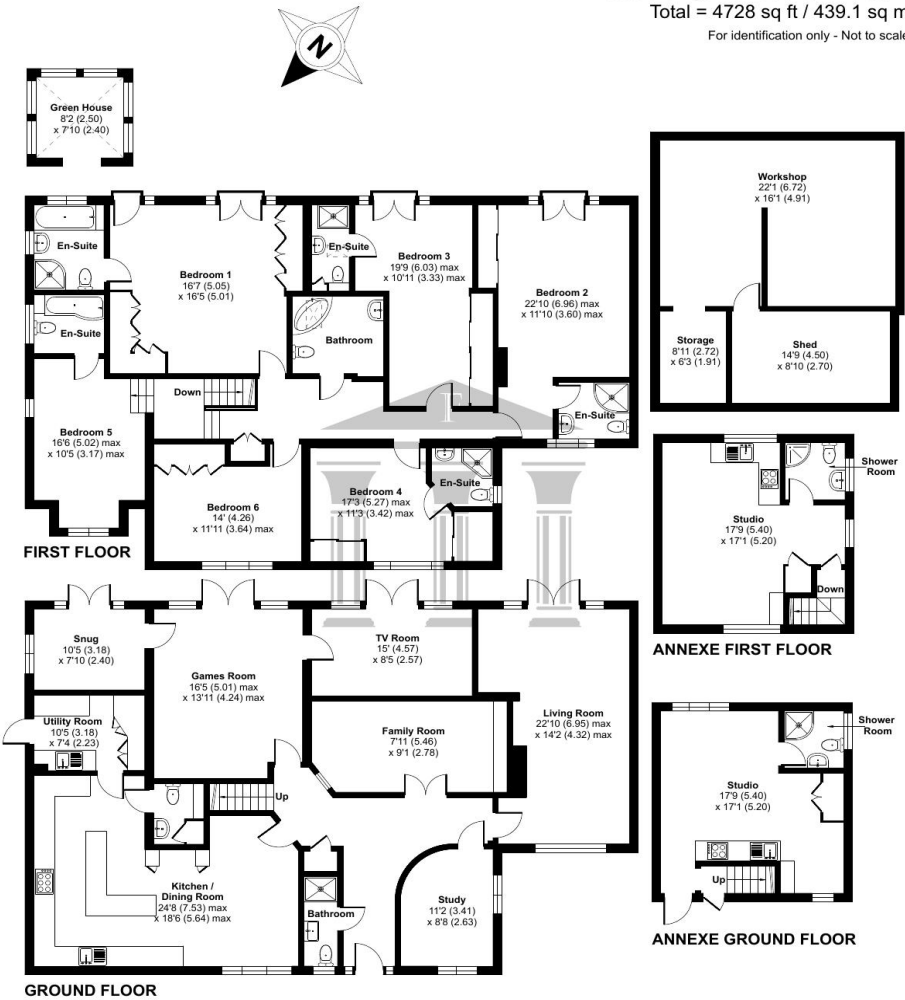 Total = 4728 sq ft / 439.1 sq m
For identification only - Not to scale
N
Green House
8'2 (2.50)
x 7'10 (2.40)
Workshop
22'1 (6.72)
x 16'1 (4.91)
Storage
8'11 (2.72)
x 6'3 (1.91)
Shed
14'9 (4.50)
x 8'10 (2.70)
En-Suite
Bedroom 1
16'7 (5.05)
x 16'5 (5.01)
En-Suite
Bedroom 3
19'9 (6.03) max
x 10'11 (3.33) max
Bedroom 2
22'10 (6.96) max
x 11'10 (3.60) max
En-Suite
Bathroom
Down
F
En-Suite
Bedroom 5
16'6 (5.02) max
x 10'5 (3.17) max
Bedroom 6
14' (4.26)
x 11'11 (3.64) max
Bedroom 4
17'3 (5.27) max
x 11'3 (3.42) max
En-Suite
FIRST FLOOR
Shower
Room
Studio
17'9 (5.40)
x 17'1 (5.20)
Down
ANNEXE FIRST FLOOR
Snug
10'5 (3.18)
x 7'10 (2.40)
Games Room
16'5 (5.01) max
x 13'11 (4.24) max
TV Room
15' (4.57)
x 8'5 (2.57)
Living Room
22'10 (6.95) max
x 14'2 (4.32) max
Utility Room
10'5 (3.18)
x 7'4 (2.23)
Family Room
7'11 (5.46)
x 9'1 (2.78)
Up
Kitchen /
Dining Room
24'8 (7.53) max
x 18'6 (5.64) max
Bathroom
Study
11'2 (3.41)
x 8'8 (2.63)
GROUND FLOOR
Shower
Room
Studio
17'9 (5.40)
x 17'1 (5.20)
Up
ANNEXE GROUND FLOOR